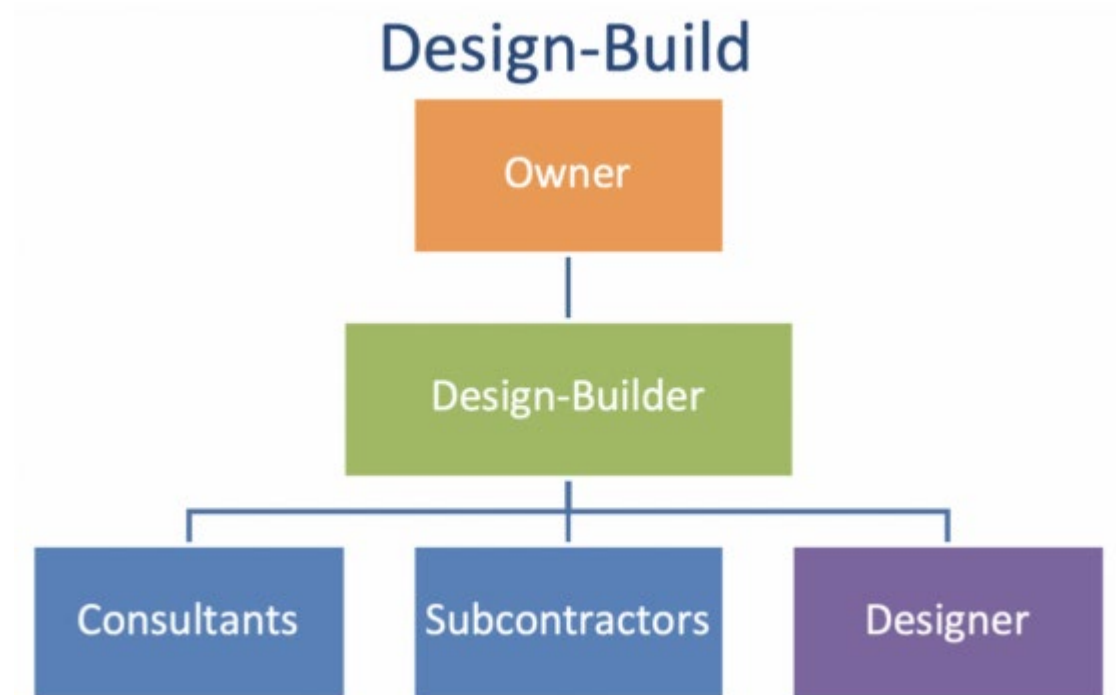 Design-Build
Owner
Design-Builder
Consultants
Subcontractors
Designer